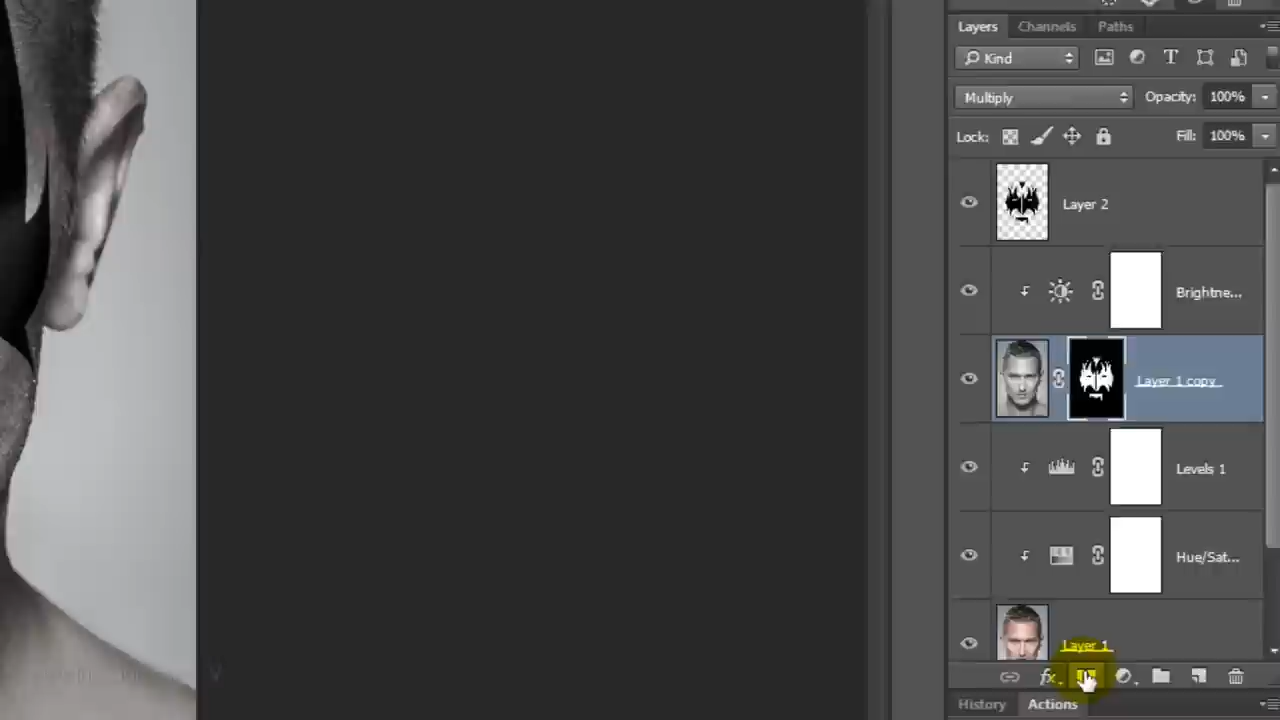 Layers Channels Paths
Kind T
Multiply Opacity: 100%
Lock: Fill: 100%
Layer 2
Brightne...
Layer 1 copy
Levels 1
Hue/Sat...
Layer 1
fx
History Actions